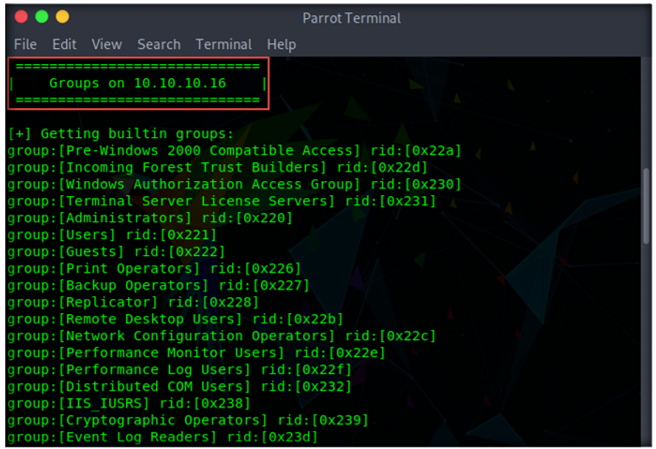 Parrot Terminal
File Edit View Search Terminal Help
=============================
| Groups on 10.10.10.16 |
=============================
[+] Getting builtin groups:
group:[Pre-Windows 2000 Compatible Access] rid:[0x22a]
group:[Incoming Forest Trust Builders] rid:[0x22d]
group:[Windows Authorization Access Group] rid:[0x230]
group:[Terminal Server License Servers] rid:[0x231]
group:[Administrators] rid:[0x220]
group:[Users] rid:[0x221]
group:[Guests] rid:[0x222]
group:[Print Operators] rid:[0x226]
group:[Backup Operators] rid:[0x227]
group:[Replicator] rid:[0x228]
group:[Remote Desktop Users] rid:[0x22b]
group:[Network Configuration Operators] rid:[0x22c]
group:[Performance Monitor Users] rid:[0x22e]
group:[Performance Log Users] rid:[0x22f]
group:[Distributed COM Users] rid:[0x232]
group:[IIS_IUSRS] rid:[0x238]
group:[Cryptographic Operators] rid:[0x239]
group:[Event Log Readers] rid:[0x23d]